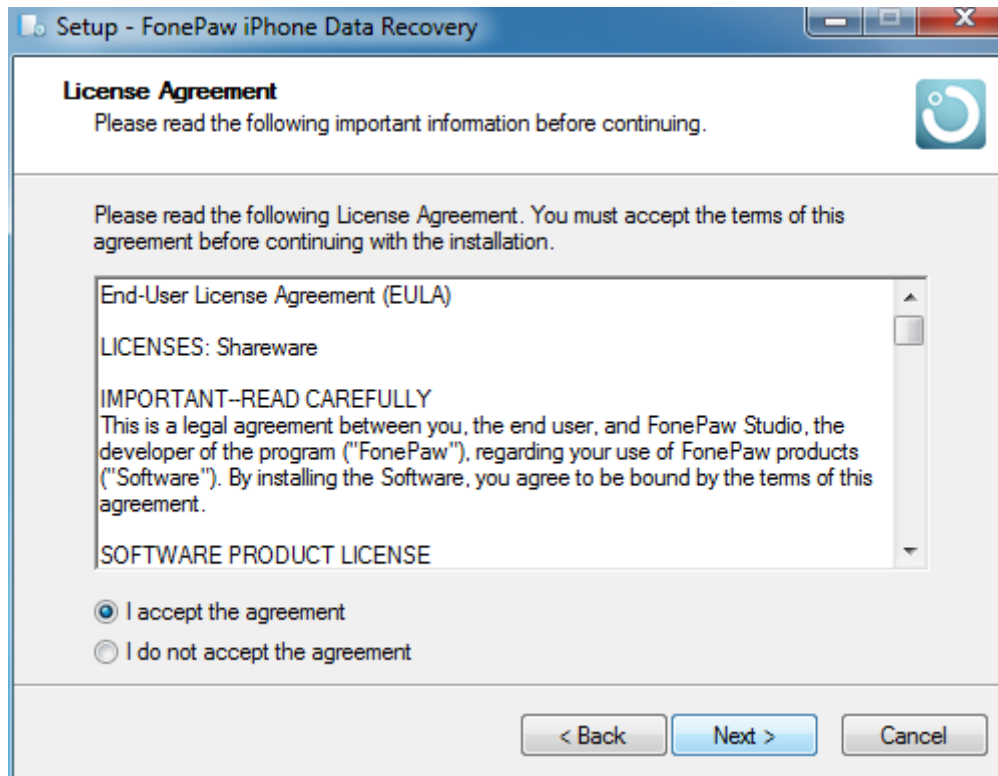 Setup - FonePaw iPhone Data Recovery
License Agreement
Please read the following important information before continuing.
Please read the following License Agreement. You must accept the terms of this
agreement before continuing with the installation.
End-User License Agreement (EULA)
LICENSES: Shareware
IMPORTANT--READ CAREFULLY
This is a legal agreement between you, the end user, and FonePaw Studio, the
developer of the program ("FonePaw"), regarding your use of FonePaw products
("Software"). By installing the Software, you agree to be bound by the terms of this
agreement.
SOFTWARE PRODUCT LICENSE
I accept the agreement
I do not accept the agreement
< Back
Next >
Cancel